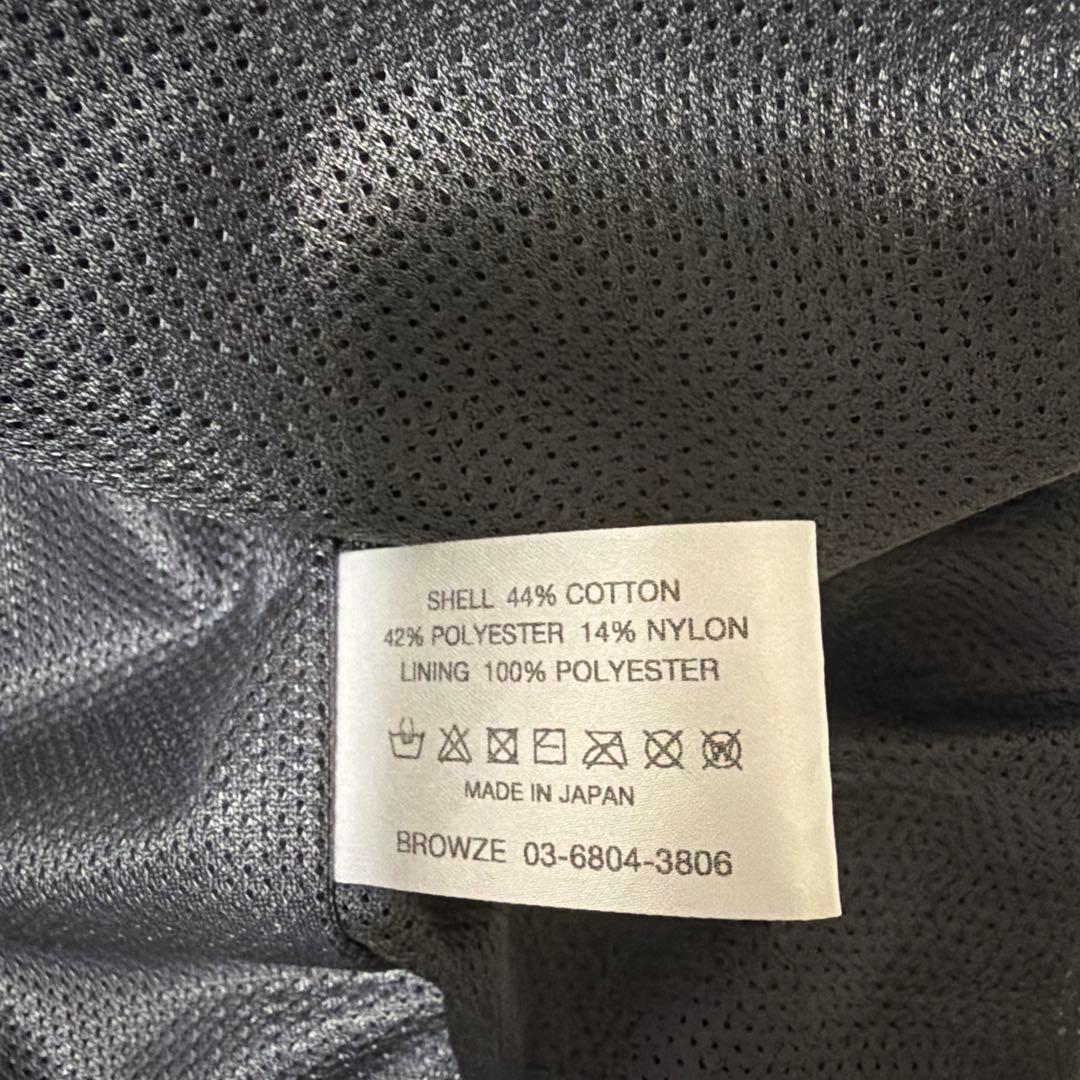 SHELL 44% COTTON
42% POLYESTER 14% NYLON
LINING 100% POLYESTER
MADE IN JAPAN
BROWZE 03-6804-3806